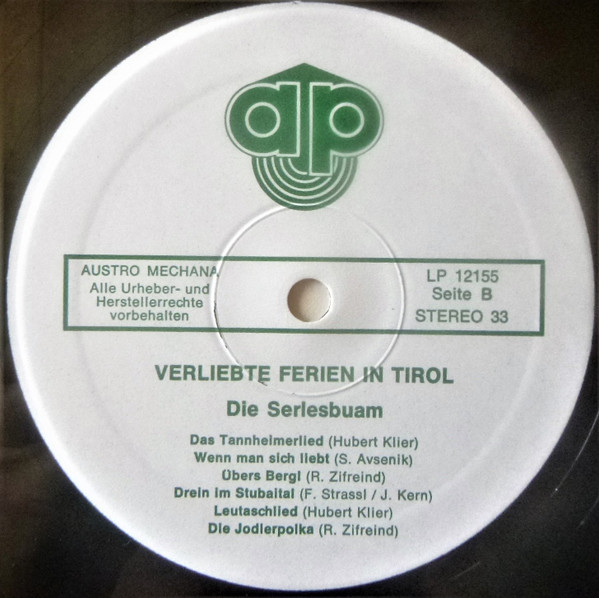 ap
AUSTRO MECHANA
Alle Urheber- und
Herstellerrechte
vorbehalten
LP 12155
Seite B
STEREO 33
VERLIEBTE FERIEN IN TIROL
Die Serlesbuam
Das Tannheimerlied (Hubert Klier)
Wenn man sich liebt (S. Avsenik)
Übers Bergl (R. Zifreind)
Drein im Stubaital (F. Strassl / J. Kern)
Leutaschlied (Hubert Klier)
Die Jodlerpolka (R. Zifreind)